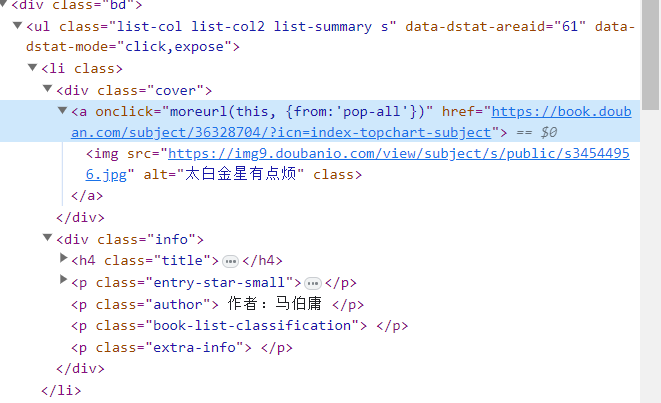 <div class="bd">
<ul class="list-col list-col2 list-summary s" data-dstat-areaid="61" data-
dstat-mode="click,expose">
<li class>
<div class="cover">
<a onclick="moreurl(this, {from:'pop-all'})" href="https://book.doub
an.com/subject/36328704/?icn=index-topchart-subject"> == $0
<img src="https://img9.doubanio.com/view/subject/s/public/s3454495
6.jpg" alt="太白金星有点烦" class>
</a>
</div>
<div class="info">
<h4 class="title">…</h4>
<p class="entry-star-small">…</p>
<p class="author"> 作者：马伯庸 </p>
<p class="book-list-classification"> </p>
<p class="extra-info"> </p>
</div>
</li>